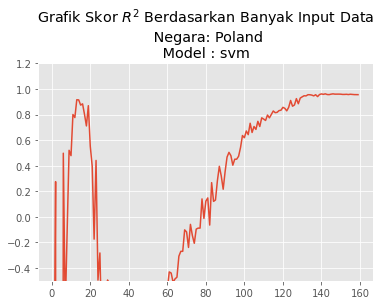 Grafik Skor $R^2$ Berdasarkan Banyak Input Data
Negara: Poland
Model : svm
1.2
1.0
0.8
0.6
0.4
0.2
0.0
−0.2
−0.4
0 20 40 60 80 100 120 140 160